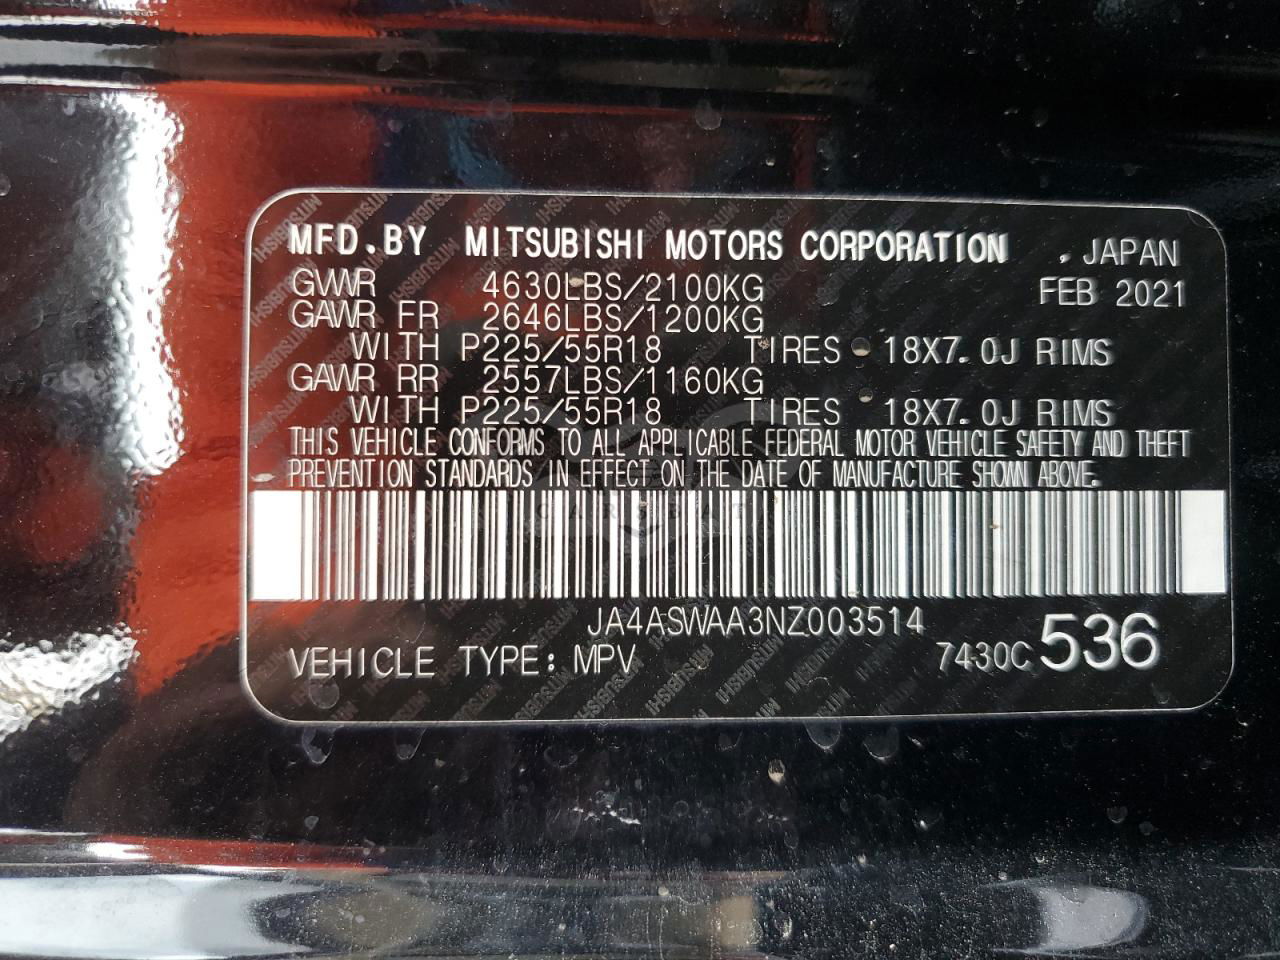 MFD.BY MITSUBISHI MOTORS CORPORATION .JAPAN
GVWR 4630LBS/2100KG FEB 2021
GAWR FR 2646LBS/1200KG
WITH P225/55R18 TIRES 18X7.0J RIMS
GAWR RR 2557LBS/1160KG
WITH P225/55R18 TIRES 18X7.0J RIMS
THIS VEHICLE CONFORMS TO ALL APPLICABLE FEDERAL MOTOR VEHICLE SAFETY AND THEFT
PREVENTION STANDARDS IN EFFECT ON THE DATE OF MANUFACTURE SHOWN ABOVE.
JA4ASWAA3NZ003514
VEHICLE TYPE: MPV 7430C 536